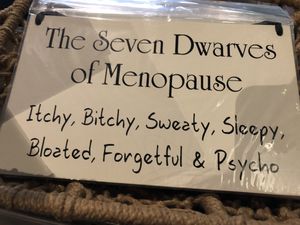 The Seven Dwarves
of Menopause
Itchy, Bitchy, Sweaty, Sleepy,
Bloated, Forgetful & Psycho